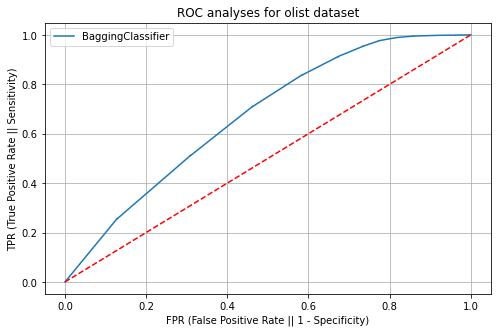 ROC analyses for olist dataset
BaggingClassifier
TPR (True Positive Rate || Sensitivity)
1.0
0.8
0.6
0.4
0.2
0.0
0.0 0.2 0.4 0.6 0.8 1.0
FPR (False Positive Rate || 1 - Specificity)